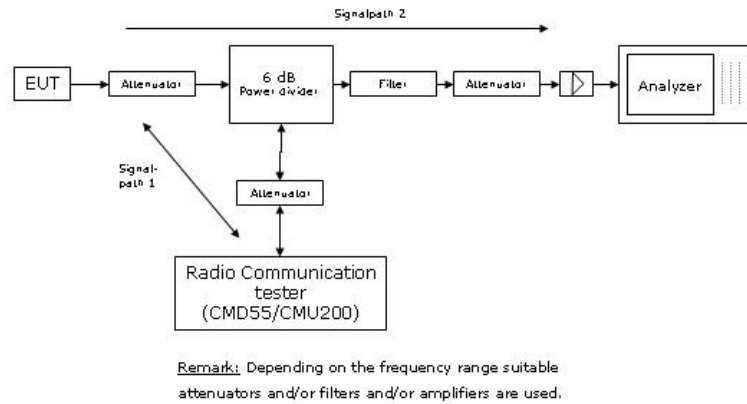 Signalpath 2
EUT
Attenuator
6 dB
Power divider
Filter
Attenuator
Analyzer
Signal-
path 1
Attenuator
Radio Communication
tester
(CMD55/CMU200)
Remark: Depending on the frequency range suitable
attenuators and/or filters and/or amplifiers are used.